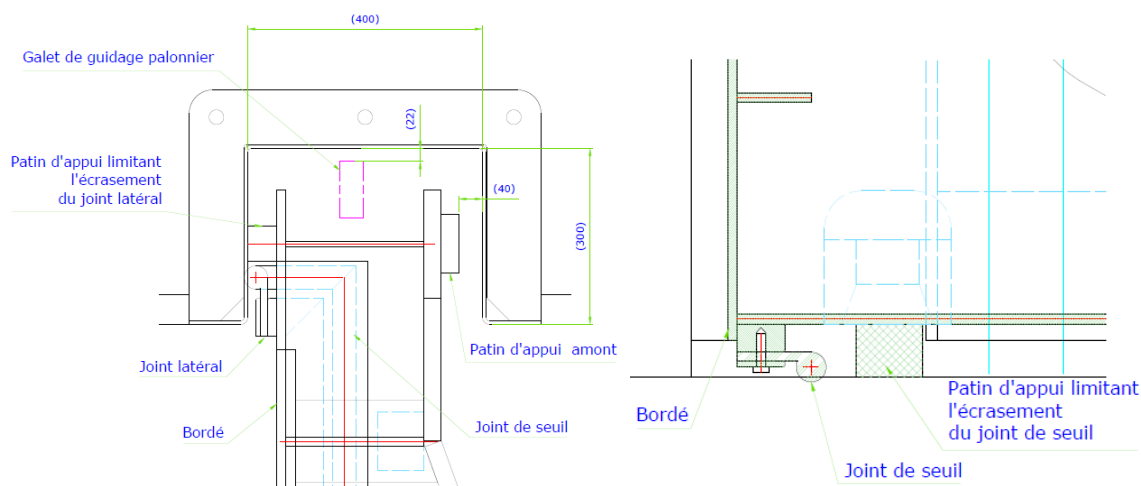 (400)
Galet de guidage palonnier
(22)
Patin d'appui limitant
l'écrasement
du joint latéral
(40)
(300)
Joint latéral
Patin d'appui amont
Bordé
Joint de seuil
Bordé
Patin d'appui limitant
l'écrasement
du joint de seuil
Joint de seuil